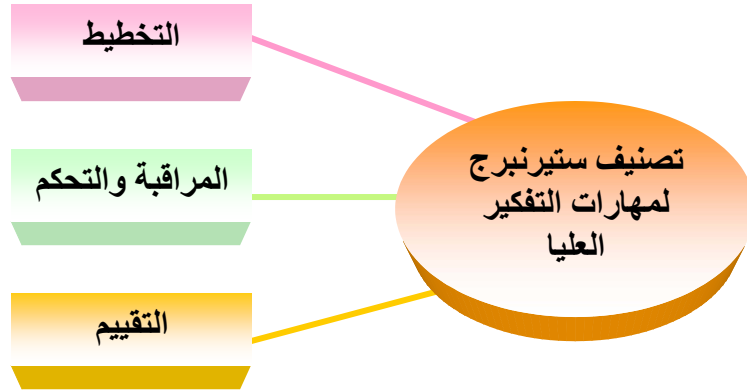 تصنيف ستيرنبرج
لمهارات التفكير
العليا
التخطيط
المراقبة والتحكم
التقييم